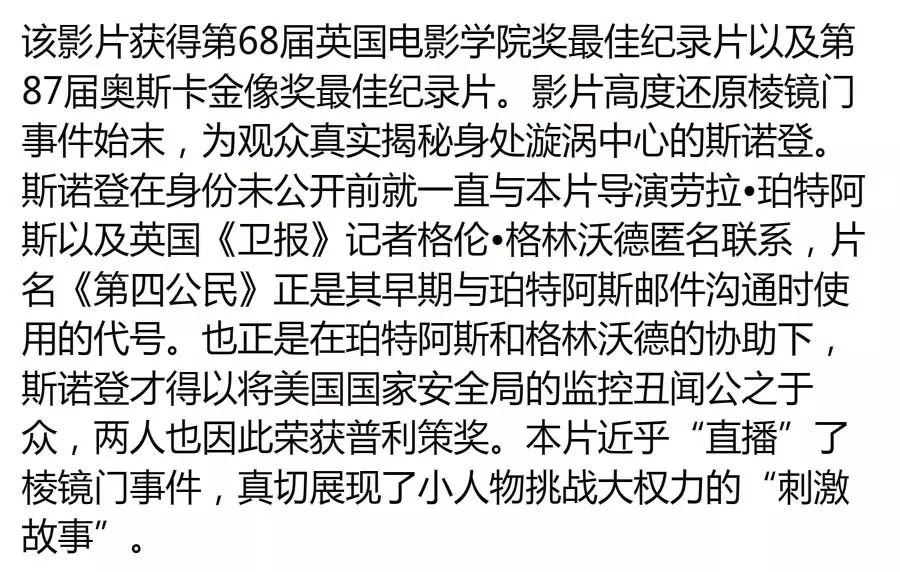 该影片获得第68届英国电影学院奖最佳纪录片以及第
87届奥斯卡金像奖最佳纪录片。影片高度还原棱镜门
事件始末，为观众真实揭秘身处漩涡中心的斯诺登。
斯诺登在身份未公开前就一直与本片导演劳拉•珀特阿
斯以及英国《卫报》记者格伦•格林沃德匿名联系，片
名《第四公民》正是其早期与珀特阿斯邮件沟通时使
用的代号。也正是在珀特阿斯和格林沃德的协助下，
斯诺登才得以将美国国家安全局的监控丑闻公之于
众，两人也因此荣获普利策奖。本片近乎“直播”了
棱镜门事件，真切展现了小人物挑战大权力的“刺激
故事”。